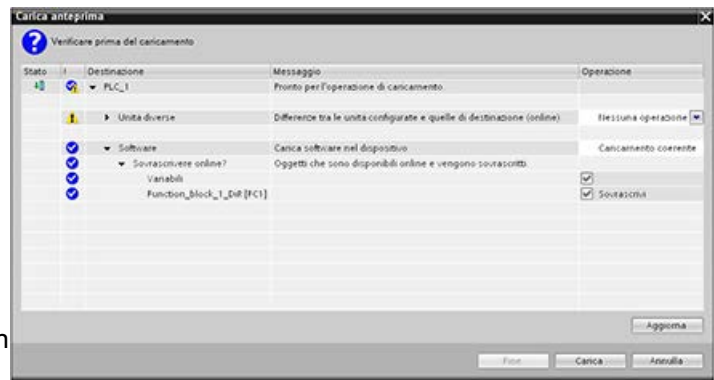 Carica anteprima X
? Verificare prima del caricamento
Stato ! Destinazione Messaggio Operazione
PLC_1 Pronto per l'operazione di caricamento.
! Unità diverse Differenze tra le unità configurate e quelle di destinazione (online) Nessuna operazione
Software Carica software nel dispositivo Caricamento coerente
Sovrascrivere online? Oggetti che sono disponibili online e vengono sovrascritti.
Variabili
Function_block_1_DiR [FC1] Sovrascrivi
Aggiorna
n
Fine Carica Annulla